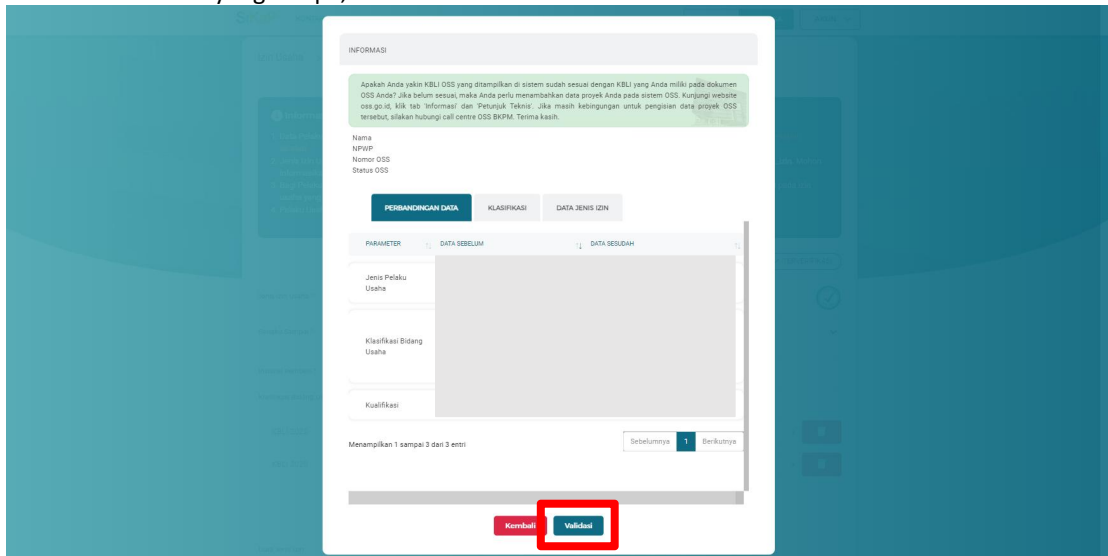 INFORMASI
Apakah Anda yakin KBLI OSS yang ditampilkan di sistem sudah sesuai dengan KBLI yang Anda miliki pada dokumen
OSS Anda? Jika belum sesuai, maka Anda perlu menambahkan data proyek Anda pada sistem OSS. Kunjungi website
oss.go.id, klik tab 'Informasi' dan 'Petunjuk Teknis'. Jika masih kebingungan untuk pengisian data proyek OSS
tersebut, silakan hubungi call centre OSS BKPM. Terima kasih.
Nama
NPWP
Nomor OSS
Status OSS
PERBANDINGAN DATA KLASIFIKASI DATA JENIS IZIN
PARAMETER DATA SEBELUM DATA SESUDAH
Jenis Pelaku
Usaha
Klasifikasi Bidang
Usaha
Kualifikasi
Menampilkan 1 sampai 3 dari 3 entri
Sebelumnya 1 Berikutnya
Kembali Validasi